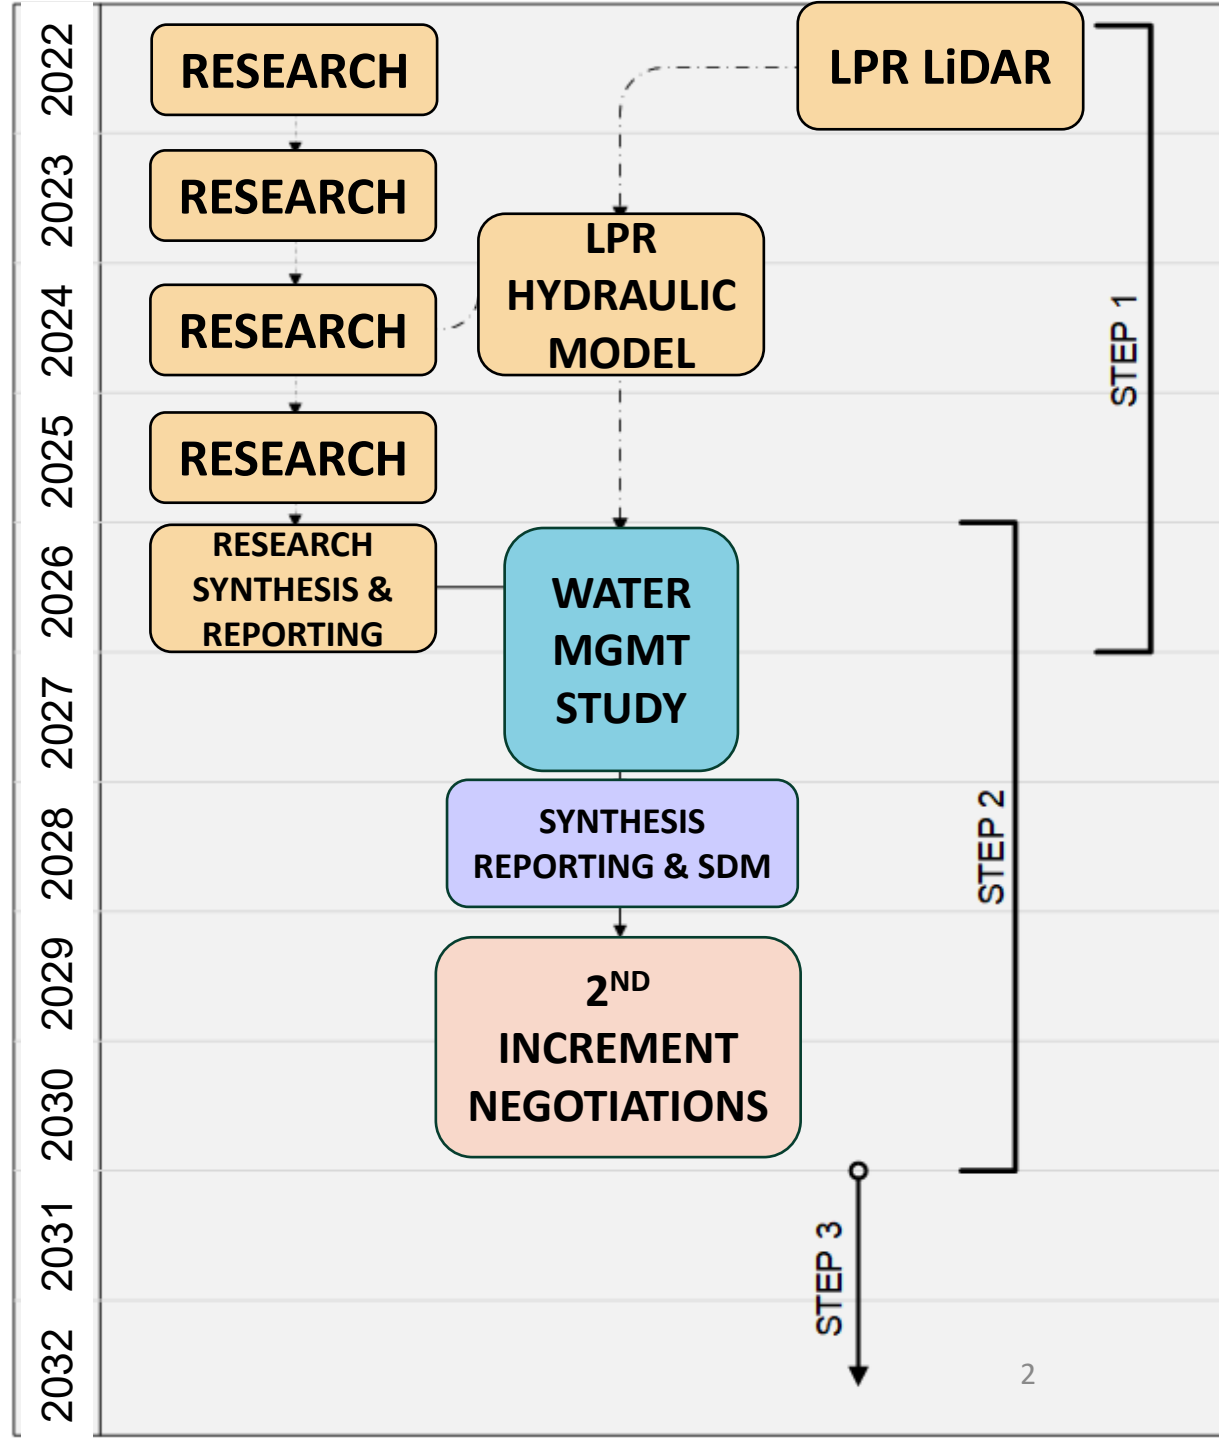 2022
RESEARCH
LPR LiDAR
2023
RESEARCH
LPR
HYDRAULIC
MODEL
2024
RESEARCH
STEP 1
2025
RESEARCH
2026
RESEARCH
SYNTHESIS &
REPORTING
WATER
MGMT
STUDY
2027
2028
SYNTHESIS
REPORTING & SDM
STEP 2
2029
2ND
INCREMENT
NEGOTIATIONS
2030
2031
STEP 3
2032
2